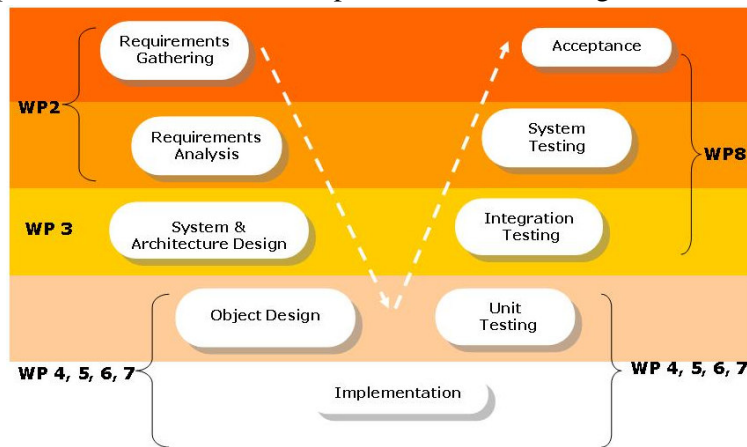 Requirements
Gathering
Acceptance
WP2
Requirements
Analysis
System
Testing
WP8
WP 3
System &
Architecture Design
Integration
Testing
Object Design
Unit
Testing
WP 4, 5, 6, 7
WP 4, 5, 6, 7
Implementation